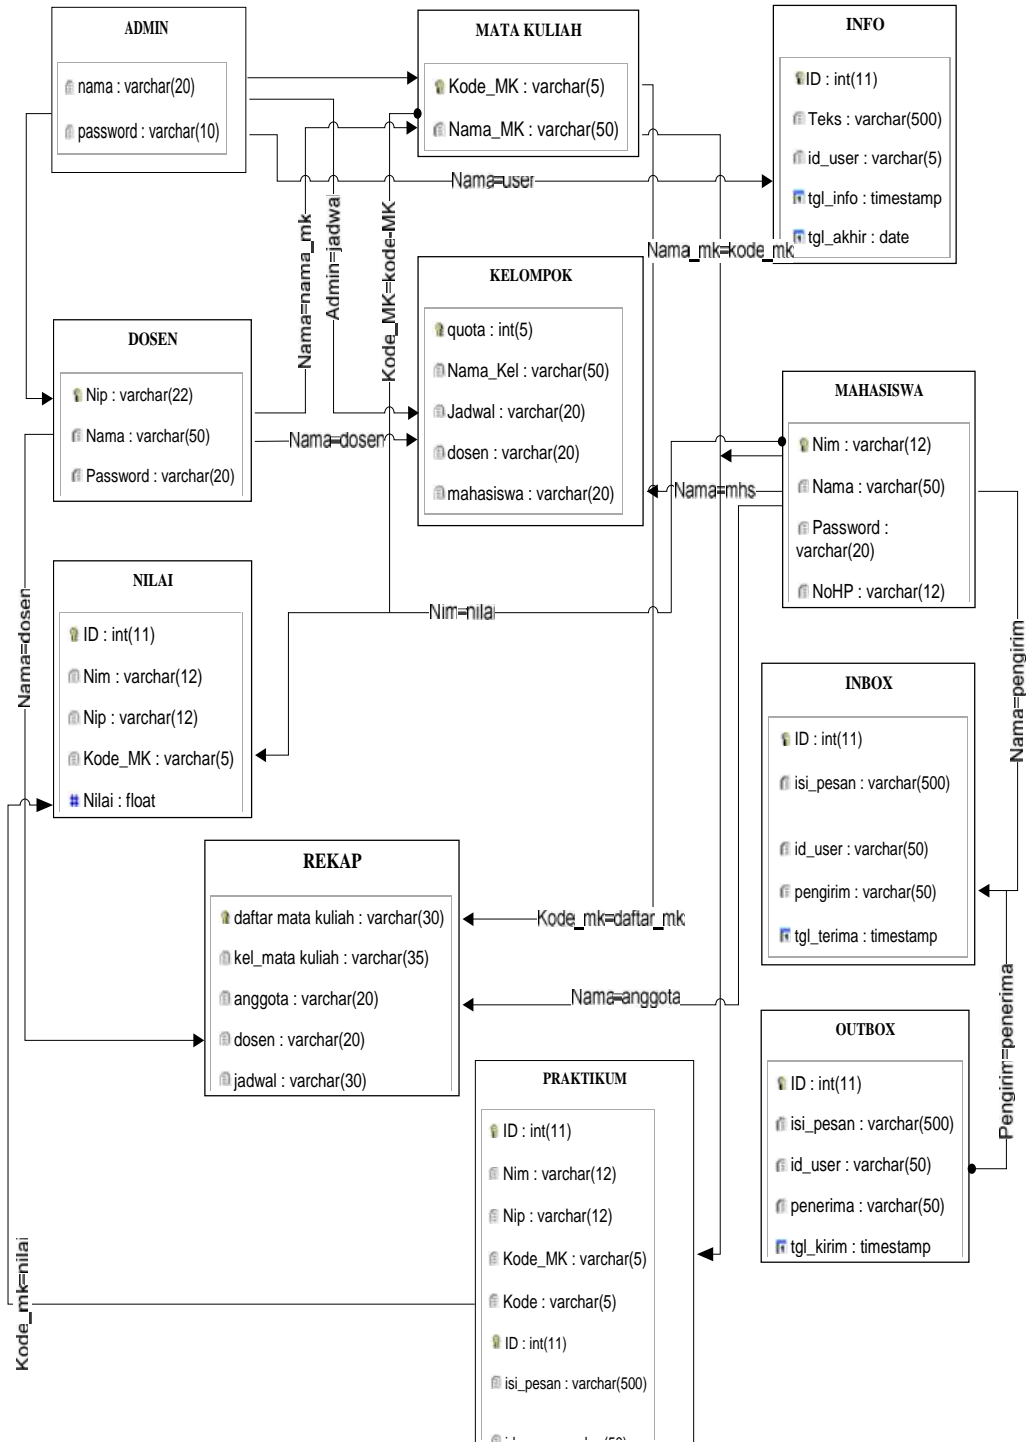 ADMIN
nama : varchar(20)
password : varchar(10)
MATA KULIAH
Kode_MK : varchar(5)
Nama_MK : varchar(50)
INFO
ID : int(11)
Teks : varchar(500)
id_user : varchar(5)
tgl_info : timestamp
tgl_akhir : date
Nama=user
Nama=nama_mk
Admin=jadwal
Kode_MK=kode-MK
Nama_mk=kode_mk
KELOMPOK
quota : int(5)
Nama_Kel : varchar(50)
Jadwal : varchar(20)
dosen : varchar(20)
mahasiswa : varchar(20)
DOSEN
Nip : varchar(22)
Nama : varchar(50)
Password : varchar(20)
Nama=dosen
MAHASISWA
Nim : varchar(12)
Nama : varchar(50)
Password :
varchar(20)
NoHP : varchar(12)
Nama=mhs
NILAI
ID : int(11)
Nim : varchar(12)
Nip : varchar(12)
Kode_MK : varchar(5)
Nilai : float
Nim=nilai
Nama=dosen
Nama=pengirim
INBOX
ID : int(11)
isi_pesan : varchar(500)
id_user : varchar(50)
pengirim : varchar(50)
tgl_terima : timestamp
REKAP
daftar mata kuliah : varchar(30)
kel_mata kuliah : varchar(35)
anggota : varchar(20)
dosen : varchar(20)
jadwal : varchar(30)
Kode_mk=daftar_mk
Nama=anggota
Pengirim=penerima
OUTBOX
ID : int(11)
isi_pesan : varchar(500)
id_user : varchar(50)
penerima : varchar(50)
tgl_kirim : timestamp
PRAKTIKUM
ID : int(11)
Nim : varchar(12)
Nip : varchar(12)
Kode_MK : varchar(5)
Kode : varchar(5)
ID : int(11)
isi_pesan : varchar(500)
Kode_mk=nilai